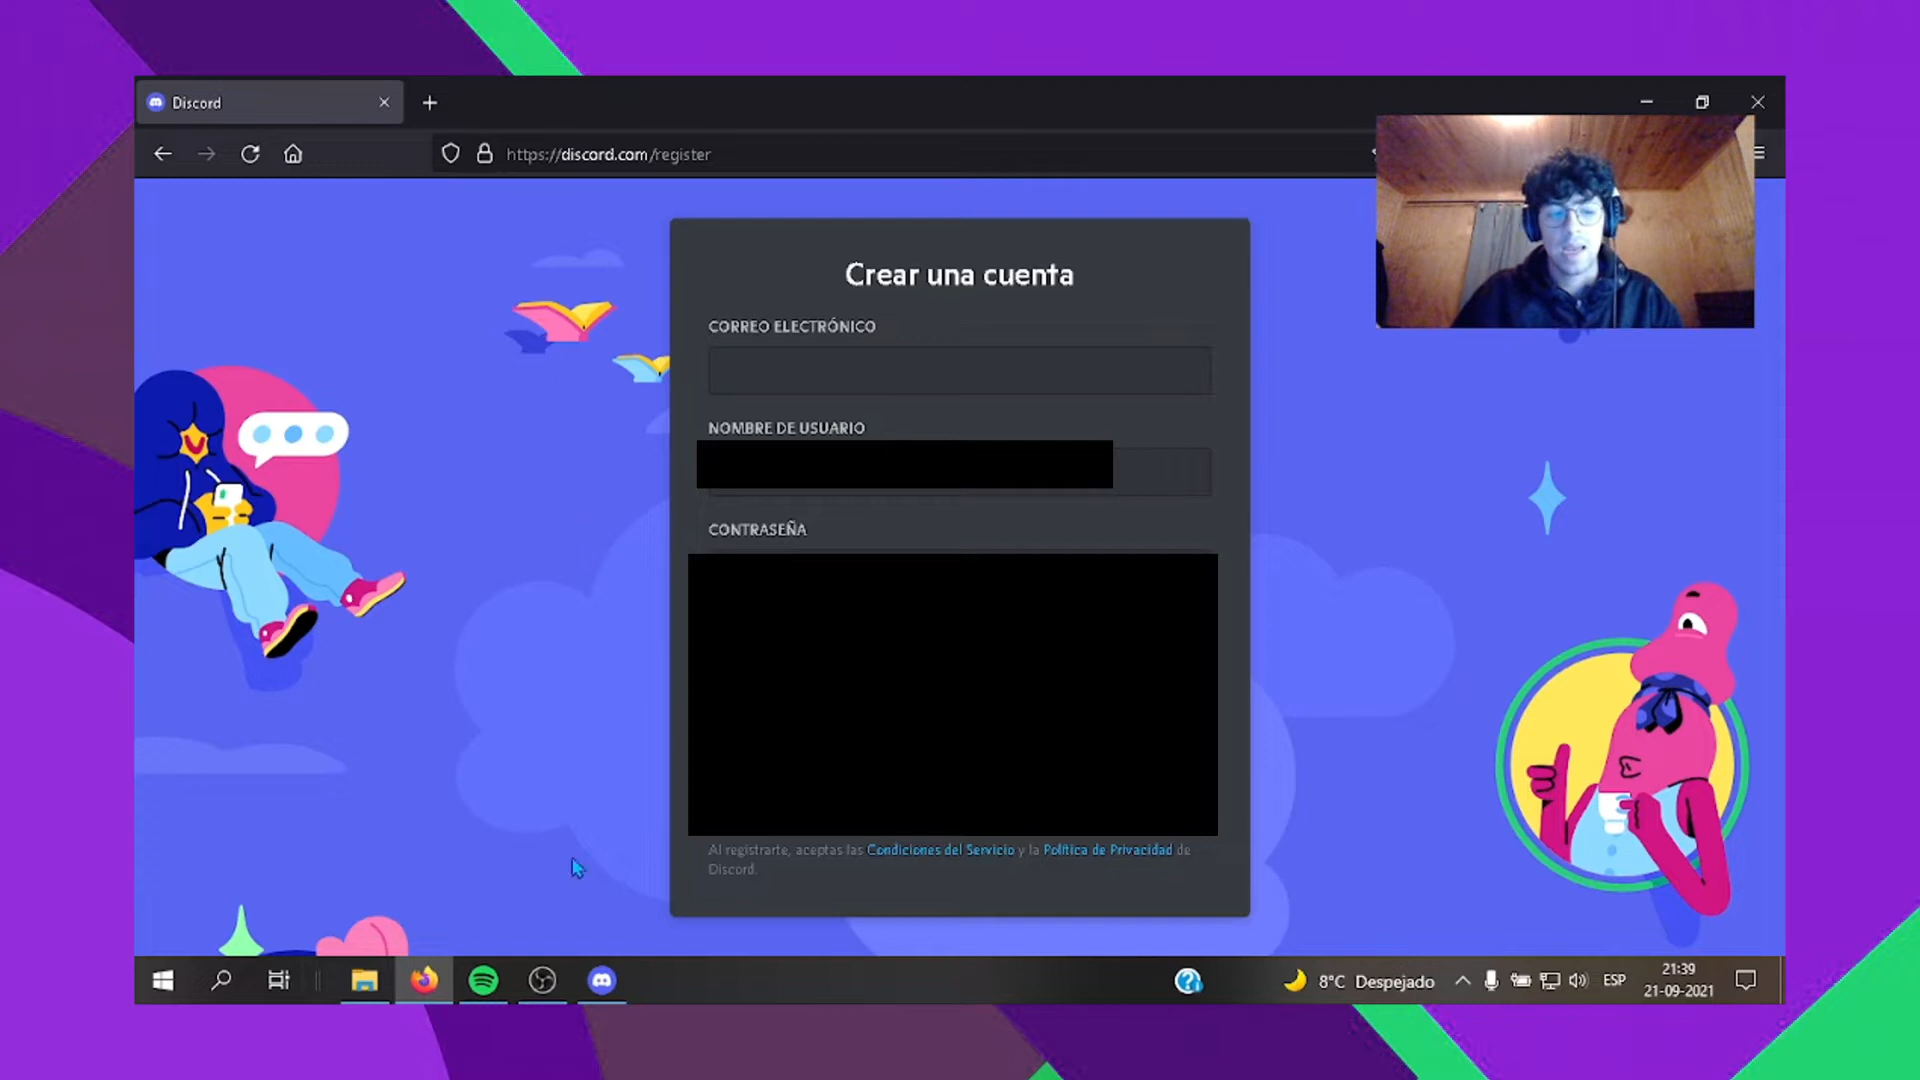 Discord
https://discord.com/register
Crear una cuenta
CORREO ELECTRÓNICO
NOMBRE DE USUARIO
CONTRASEÑA
Al registrarte, aceptas las Condiciones del Servicio y la Política de Privacidad de
Discord.
8°C Despejado
ESP
21:39
21-09-2021